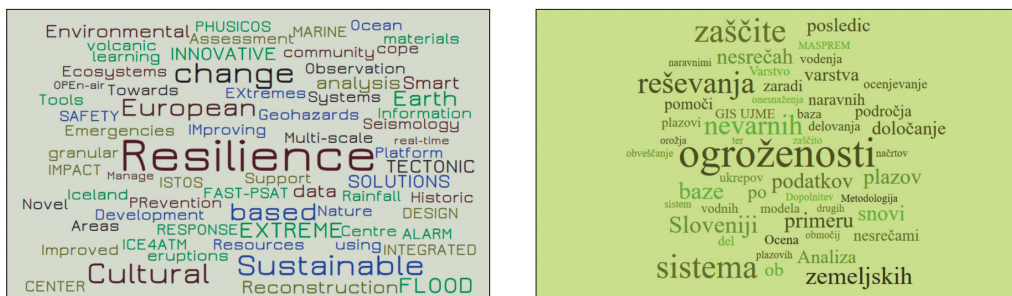 Environmental PHUSICOS MARINE Ocean
volcanic Assessment materials
learning INNOVATIVE community cope
Ecosystems change Observation
OPEn-air Towards analysis Smart
Tools EXtremes Systems Earth
European
SAFETY Geohazards Information
Emergencies IMproving Seismology
Multi-scale real-time
granular Resilience Platform
IMPACT Manage TECTONIC
ISTOS Support SOLUTIONS
Iceland FAST-PSAT data Rainfall Historic
Novel PRevention
Development based Nature DESIGN
Areas RESPONSE EXTREME Centre ALARM
Improved ICE4ATM Resources using INTEGRATED
eruptions
Cultural Sustainable
CENTER Reconstruction FLOOD
zaščite posledic
MASPREM
naravnimi nesrečah vodenja
Varstvo varstva
reševanja zaradi ocenjevanje
onesnaženja naravnih
pomoči GIS UJME baza področja
plazovi nevarnih delovanja določanje
orožja ter zaščito
obveščanje ogroženosti načrtov
ukrepov podatkov plazov
baze po Dopolnitev Metodologija
sistem vodnih modela drugih snovi
Sloveniji primeru
del Ocena območij nesrečami
plazovih Analiza
sistema ob zemeljskih